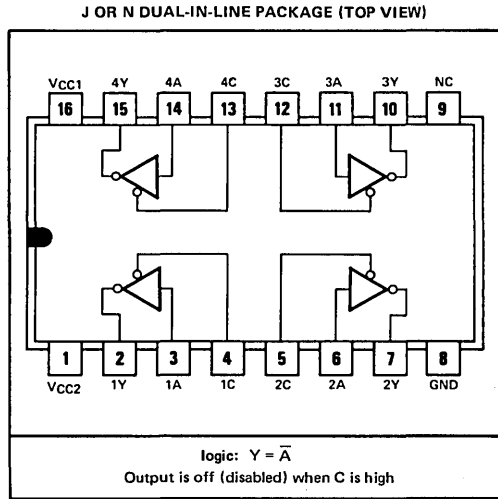 J OR N DUAL-IN-LINE PACKAGE (TOP VIEW)
VCC1 4Y 4A 4C 3C 3A 3Y NC
16 15 14 13 12 11 10 9
1 2 3 4 5 6 7 8
VCC2 1Y 1A 1C 2C 2A 2Y GND
logic: Y = A̅
Output is off (disabled) when C is high